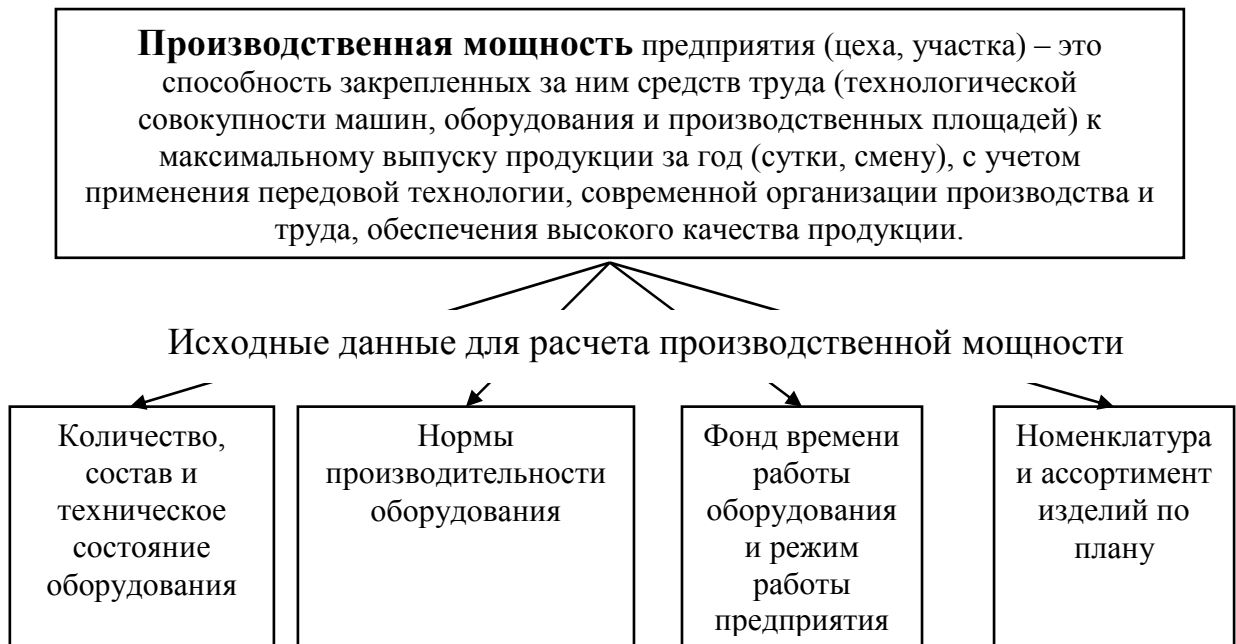 Производственная мощность предприятия (цеха, участка) – это
способность закрепленных за ним средств труда (технологической
совокупности машин, оборудования и производственных площадей) к
максимальному выпуску продукции за год (сутки, смену), с учетом
применения передовой технологии, современной организации производства и
труда, обеспечения высокого качества продукции.
Исходные данные для расчета производственной мощности
Количество,
состав и
техническое
состояние
оборудования
Нормы
производительности
оборудования
Фонд времени
работы
оборудования
и режим
работы
предприятия
Номенклатура
и ассортимент
изделий по
плану